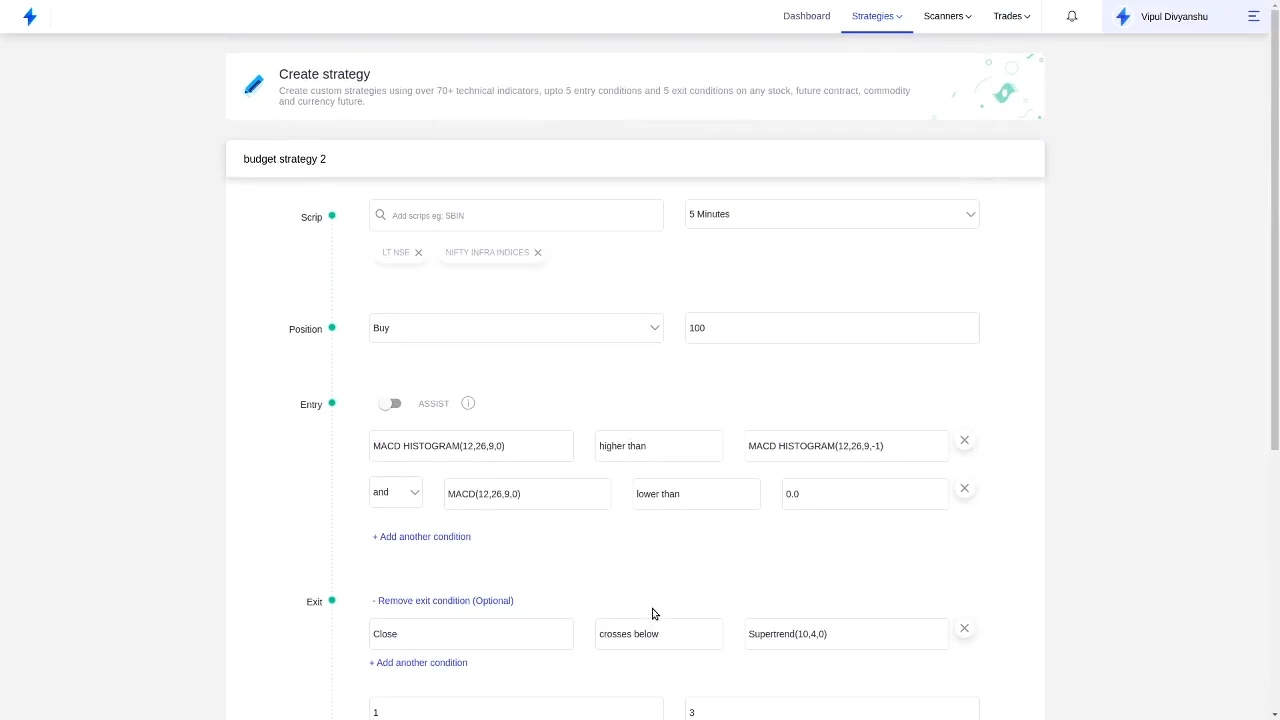 Dashboard Strategies Scanners Trades Vipul Divyanshu
Create strategy
Create custom strategies using over 70+ technical indicators, upto 5 entry conditions and 5 exit conditions on any stock, future contract, commodity
and currency future.
budget strategy 2
Scrip Add scrips eg: SBIN 5 Minutes
LT NSE NIFTY INFRA INDICES
Position Buy 100
Entry ASSIST
MACD HISTOGRAM(12,26,9,0) higher than MACD HISTOGRAM(12,26,9,-1)
and MACD(12,26,9,0) lower than 0.0
+ Add another condition
Exit - Remove exit condition (Optional)
Close crosses below Supertrend(10,4,0)
+ Add another condition
1 3